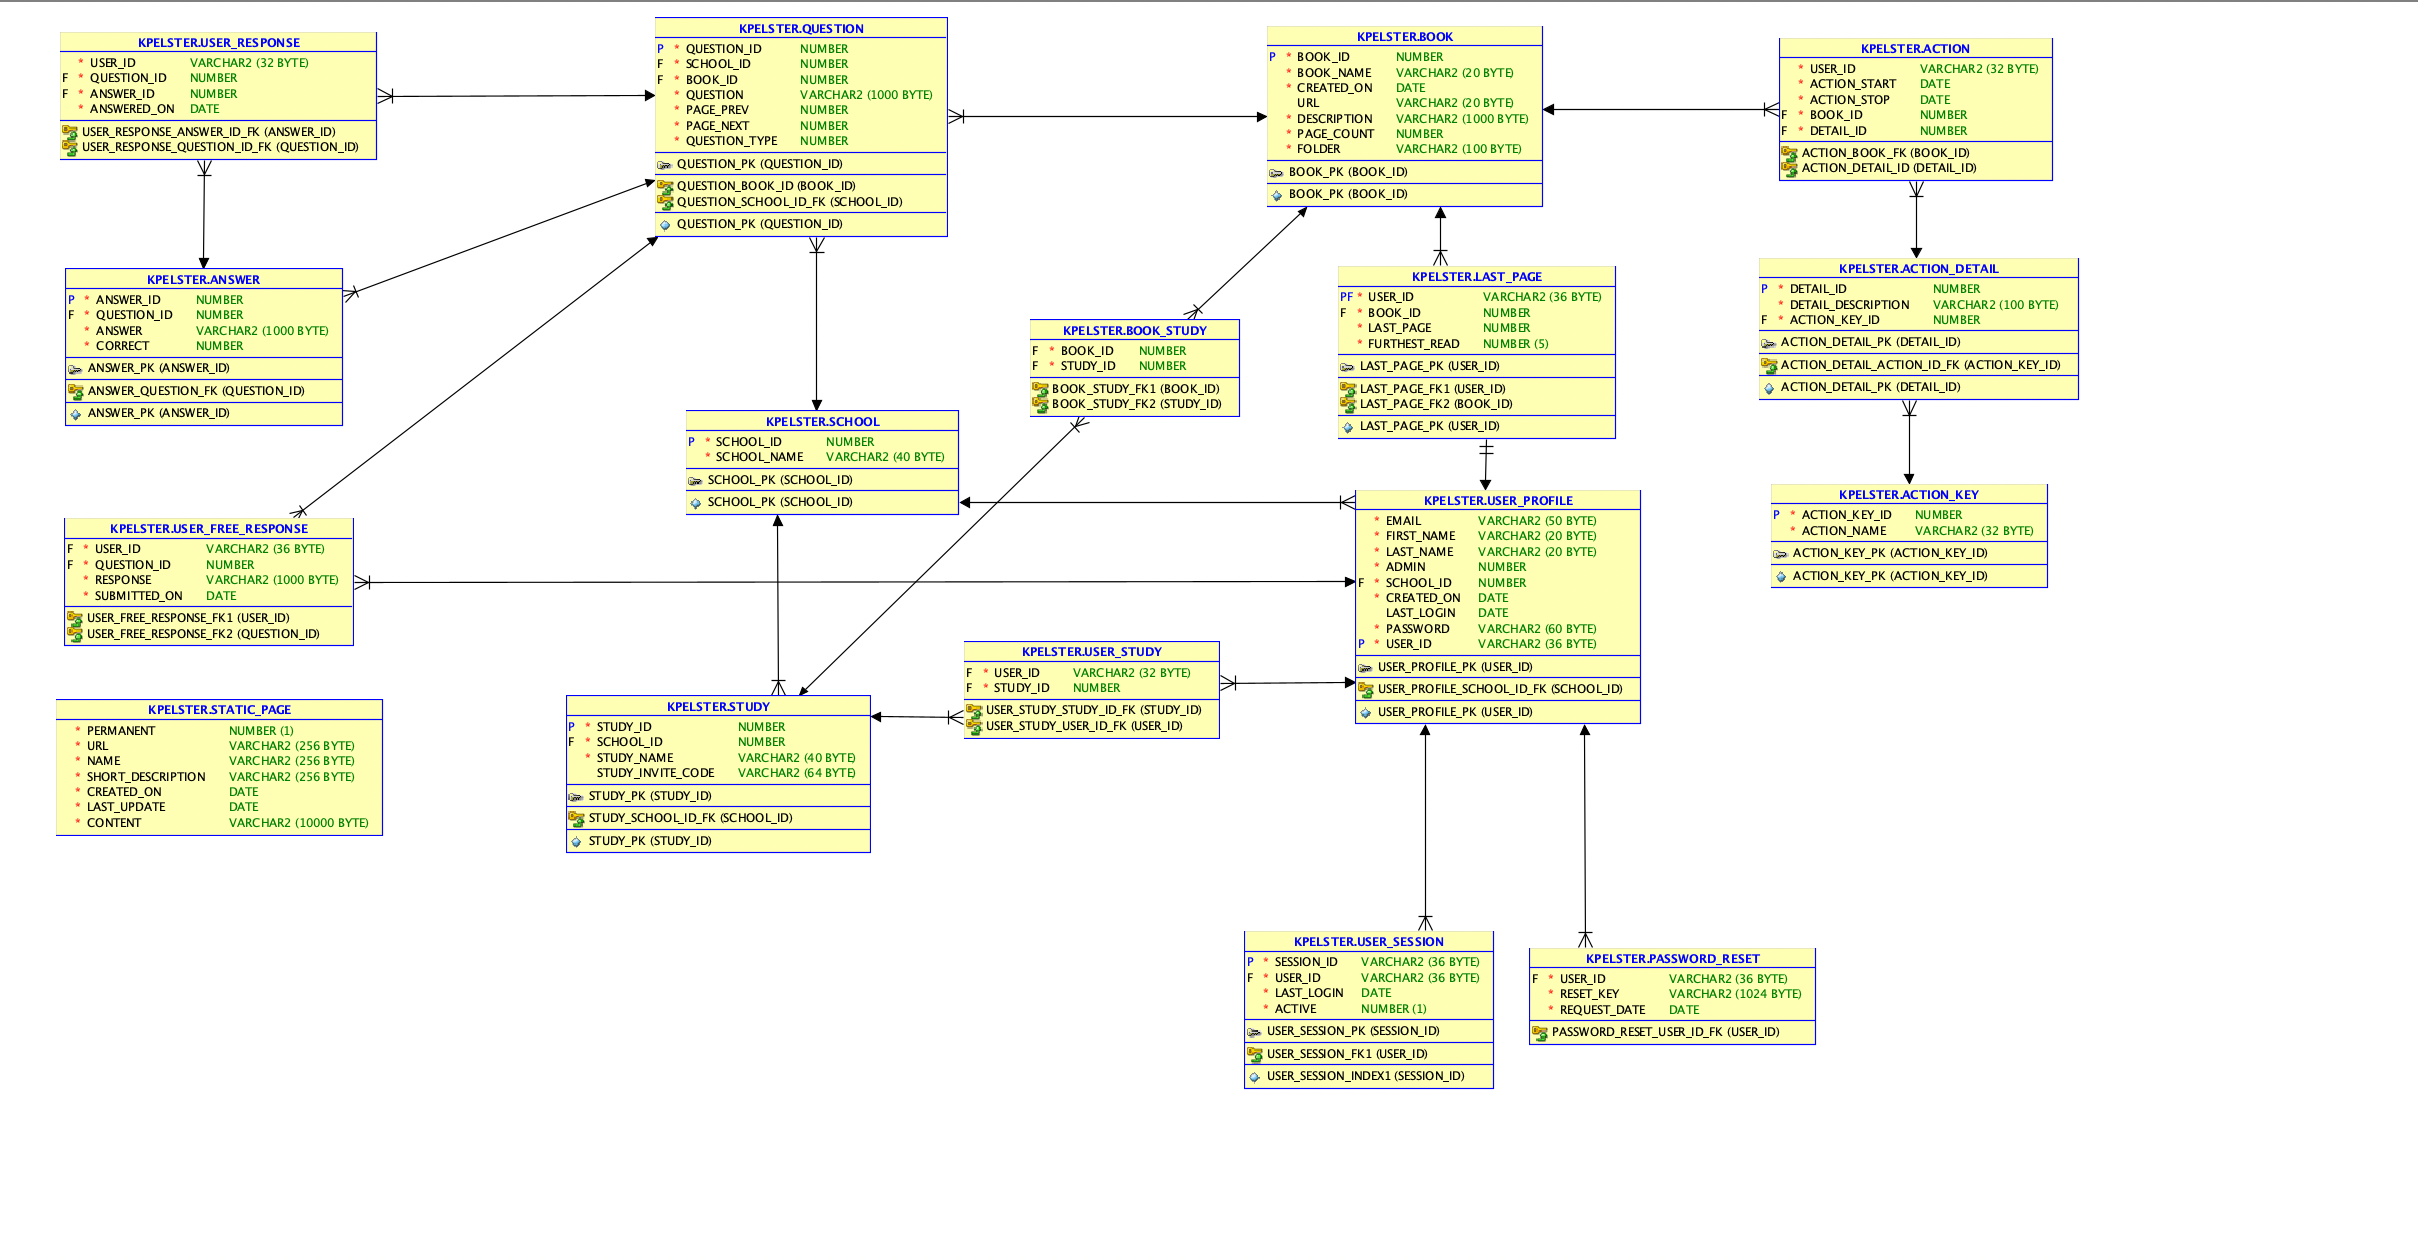 KPELSTER.USER_RESPONSE
* USER_ID VARCHAR2 (32 BYTE)
F * QUESTION_ID NUMBER
F * ANSWER_ID NUMBER
* ANSWERED_ON DATE
USER_RESPONSE_ANSWER_ID_FK (ANSWER_ID)
USER_RESPONSE_QUESTION_ID_FK (QUESTION_ID)
KPELSTER.QUESTION
P * QUESTION_ID NUMBER
F * SCHOOL_ID NUMBER
F * BOOK_ID NUMBER
* QUESTION VARCHAR2 (1000 BYTE)
* PAGE_PREV NUMBER
* PAGE_NEXT NUMBER
* QUESTION_TYPE NUMBER
QUESTION_PK (QUESTION_ID)
QUESTION_BOOK_ID (BOOK_ID)
QUESTION_SCHOOL_ID_FK (SCHOOL_ID)
QUESTION_PK (QUESTION_ID)
KPELSTER.BOOK
P * BOOK_ID NUMBER
* BOOK_NAME VARCHAR2 (20 BYTE)
* CREATED_ON DATE
URL VARCHAR2 (20 BYTE)
* DESCRIPTION VARCHAR2 (1000 BYTE)
* PAGE_COUNT NUMBER
* FOLDER VARCHAR2 (100 BYTE)
BOOK_PK (BOOK_ID)
BOOK_PK (BOOK_ID)
KPELSTER.ACTION
* USER_ID VARCHAR2 (32 BYTE)
* ACTION_START DATE
* ACTION_STOP DATE
F * BOOK_ID NUMBER
F * DETAIL_ID NUMBER
ACTION_BOOK_FK (BOOK_ID)
ACTION_DETAIL_ID (DETAIL_ID)
KPELSTER.ANSWER
P * ANSWER_ID NUMBER
F * QUESTION_ID NUMBER
* ANSWER VARCHAR2 (1000 BYTE)
* CORRECT NUMBER
ANSWER_PK (ANSWER_ID)
ANSWER_QUESTION_FK (QUESTION_ID)
ANSWER_PK (ANSWER_ID)
KPELSTER.BOOK_STUDY
F * BOOK_ID NUMBER
F * STUDY_ID NUMBER
BOOK_STUDY_FK1 (BOOK_ID)
BOOK_STUDY_FK2 (STUDY_ID)
KPELSTER.LAST_PAGE
PF * USER_ID VARCHAR2 (36 BYTE)
F * BOOK_ID NUMBER
* LAST_PAGE NUMBER
* FURTHEST_READ NUMBER (5)
LAST_PAGE_PK (USER_ID)
LAST_PAGE_FK1 (USER_ID)
LAST_PAGE_FK2 (BOOK_ID)
LAST_PAGE_PK (USER_ID)
KPELSTER.ACTION_DETAIL
P * DETAIL_ID NUMBER
* DETAIL_DESCRIPTION VARCHAR2 (100 BYTE)
F * ACTION_KEY_ID NUMBER
ACTION_DETAIL_PK (DETAIL_ID)
ACTION_DETAIL_ACTION_ID_FK (ACTION_KEY_ID)
ACTION_DETAIL_PK (DETAIL_ID)
KPELSTER.SCHOOL
P * SCHOOL_ID NUMBER
* SCHOOL_NAME VARCHAR2 (40 BYTE)
SCHOOL_PK (SCHOOL_ID)
SCHOOL_PK (SCHOOL_ID)
KPELSTER.USER_PROFILE
* EMAIL VARCHAR2 (50 BYTE)
* FIRST_NAME VARCHAR2 (20 BYTE)
* LAST_NAME VARCHAR2 (20 BYTE)
* ADMIN NUMBER
F * SCHOOL_ID NUMBER
* CREATED_ON DATE
LAST_LOGIN DATE
* PASSWORD VARCHAR2 (60 BYTE)
P * USER_ID VARCHAR2 (36 BYTE)
USER_PROFILE_PK (USER_ID)
USER_PROFILE_SCHOOL_ID_FK (SCHOOL_ID)
USER_PROFILE_PK (USER_ID)
KPELSTER.ACTION_KEY
P * ACTION_KEY_ID NUMBER
* ACTION_NAME VARCHAR2 (32 BYTE)
ACTION_KEY_PK (ACTION_KEY_ID)
ACTION_KEY_PK (ACTION_KEY_ID)
KPELSTER.USER_FREE_RESPONSE
F * USER_ID VARCHAR2 (36 BYTE)
F * QUESTION_ID NUMBER
* RESPONSE VARCHAR2 (1000 BYTE)
* SUBMITTED_ON DATE
USER_FREE_RESPONSE_FK1 (USER_ID)
USER_FREE_RESPONSE_FK2 (QUESTION_ID)
KPELSTER.USER_STUDY
F * USER_ID VARCHAR2 (32 BYTE)
F * STUDY_ID NUMBER
USER_STUDY_STUDY_ID_FK (STUDY_ID)
USER_STUDY_USER_ID_FK (USER_ID)
KPELSTER.STATIC_PAGE
* PERMANENT NUMBER (1)
* URL VARCHAR2 (256 BYTE)
* NAME VARCHAR2 (256 BYTE)
* SHORT_DESCRIPTION VARCHAR2 (256 BYTE)
* CREATED_ON DATE
* LAST_UPDATE DATE
* CONTENT VARCHAR2 (10000 BYTE)
KPELSTER.STUDY
P * STUDY_ID NUMBER
F * SCHOOL_ID NUMBER
* STUDY_NAME VARCHAR2 (40 BYTE)
STUDY_INVITE_CODE VARCHAR2 (64 BYTE)
STUDY_PK (STUDY_ID)
STUDY_SCHOOL_ID_FK (SCHOOL_ID)
STUDY_PK (STUDY_ID)
KPELSTER.USER_SESSION
P * SESSION_ID VARCHAR2 (36 BYTE)
F * USER_ID VARCHAR2 (36 BYTE)
* LAST_LOGIN DATE
* ACTIVE NUMBER (1)
USER_SESSION_PK (SESSION_ID)
USER_SESSION_FK1 (USER_ID)
USER_SESSION_INDEX1 (SESSION_ID)
KPELSTER.PASSWORD_RESET
F * USER_ID VARCHAR2 (36 BYTE)
* RESET_KEY VARCHAR2 (1024 BYTE)
* REQUEST_DATE DATE
PASSWORD_RESET_USER_ID_FK (USER_ID)